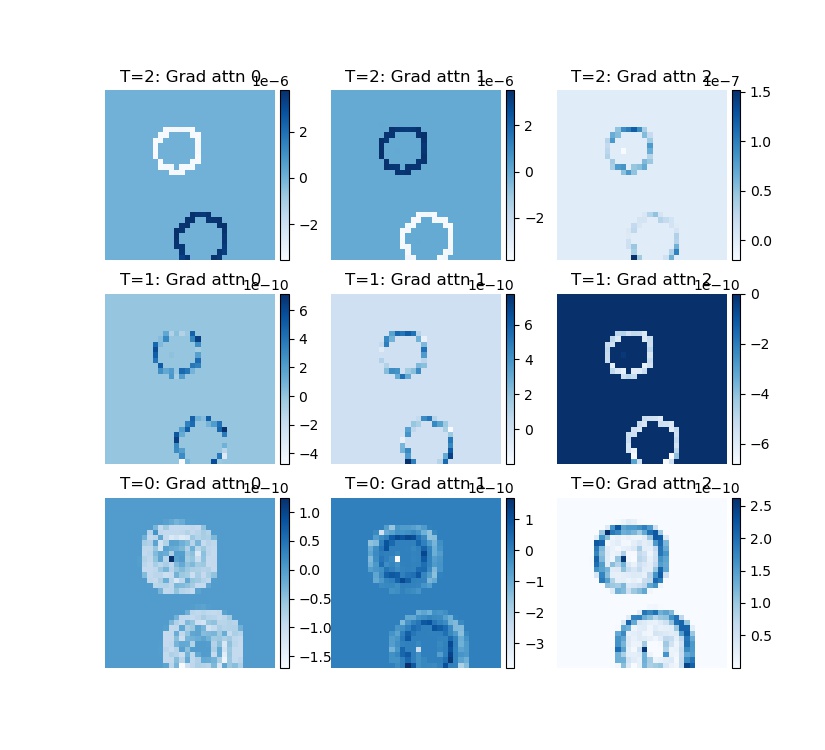 T=2: Grad attn 0
1e−6
2
0
−2
T=2: Grad attn 1
1e−6
2
0
−2
T=2: Grad attn 2
1e−7
1.5
1.0
0.5
0.0
T=1: Grad attn 0
1e−10
6
4
2
0
−2
−4
T=1: Grad attn 1
1e−10
6
4
2
0
T=1: Grad attn 2
1e−10
0
−2
−4
−6
T=0: Grad attn 0
1e−10
1.0
0.5
0.0
−0.5
−1.0
−1.5
T=0: Grad attn 1
1e−10
1
0
−1
−2
−3
T=0: Grad attn 2
1e−10
2.5
2.0
1.5
1.0
0.5